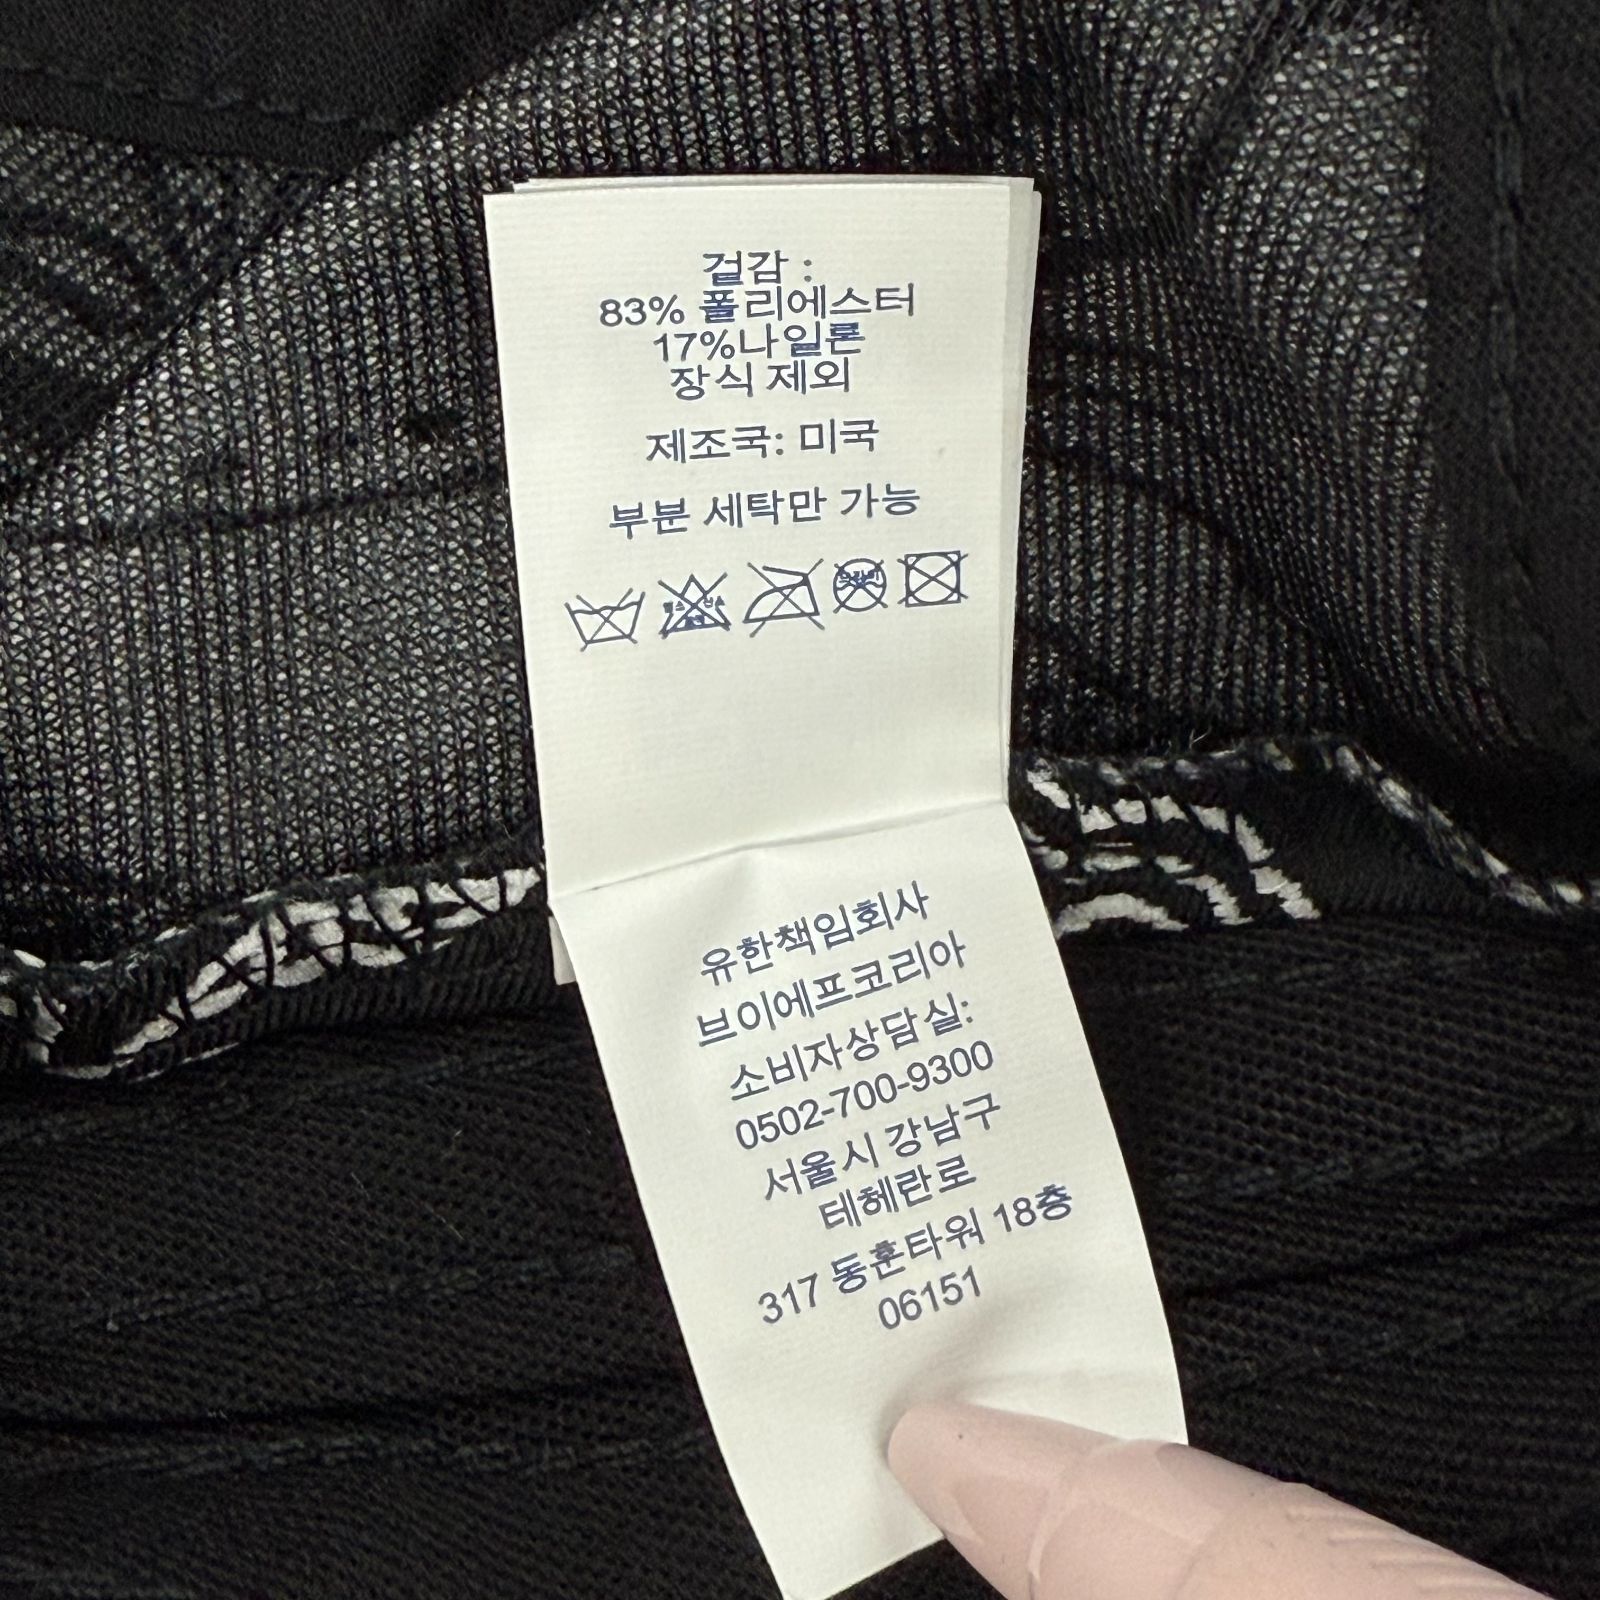 겉감 :
83% 폴리에스터
17%나일론
장식 제외
제조국: 미국
부분 세탁만 가능
유한책임회사
브이에프코리아
소비자상담실:
0502-700-9300
서울시 강남구
테헤란로
317 동훈타워 18층
06151